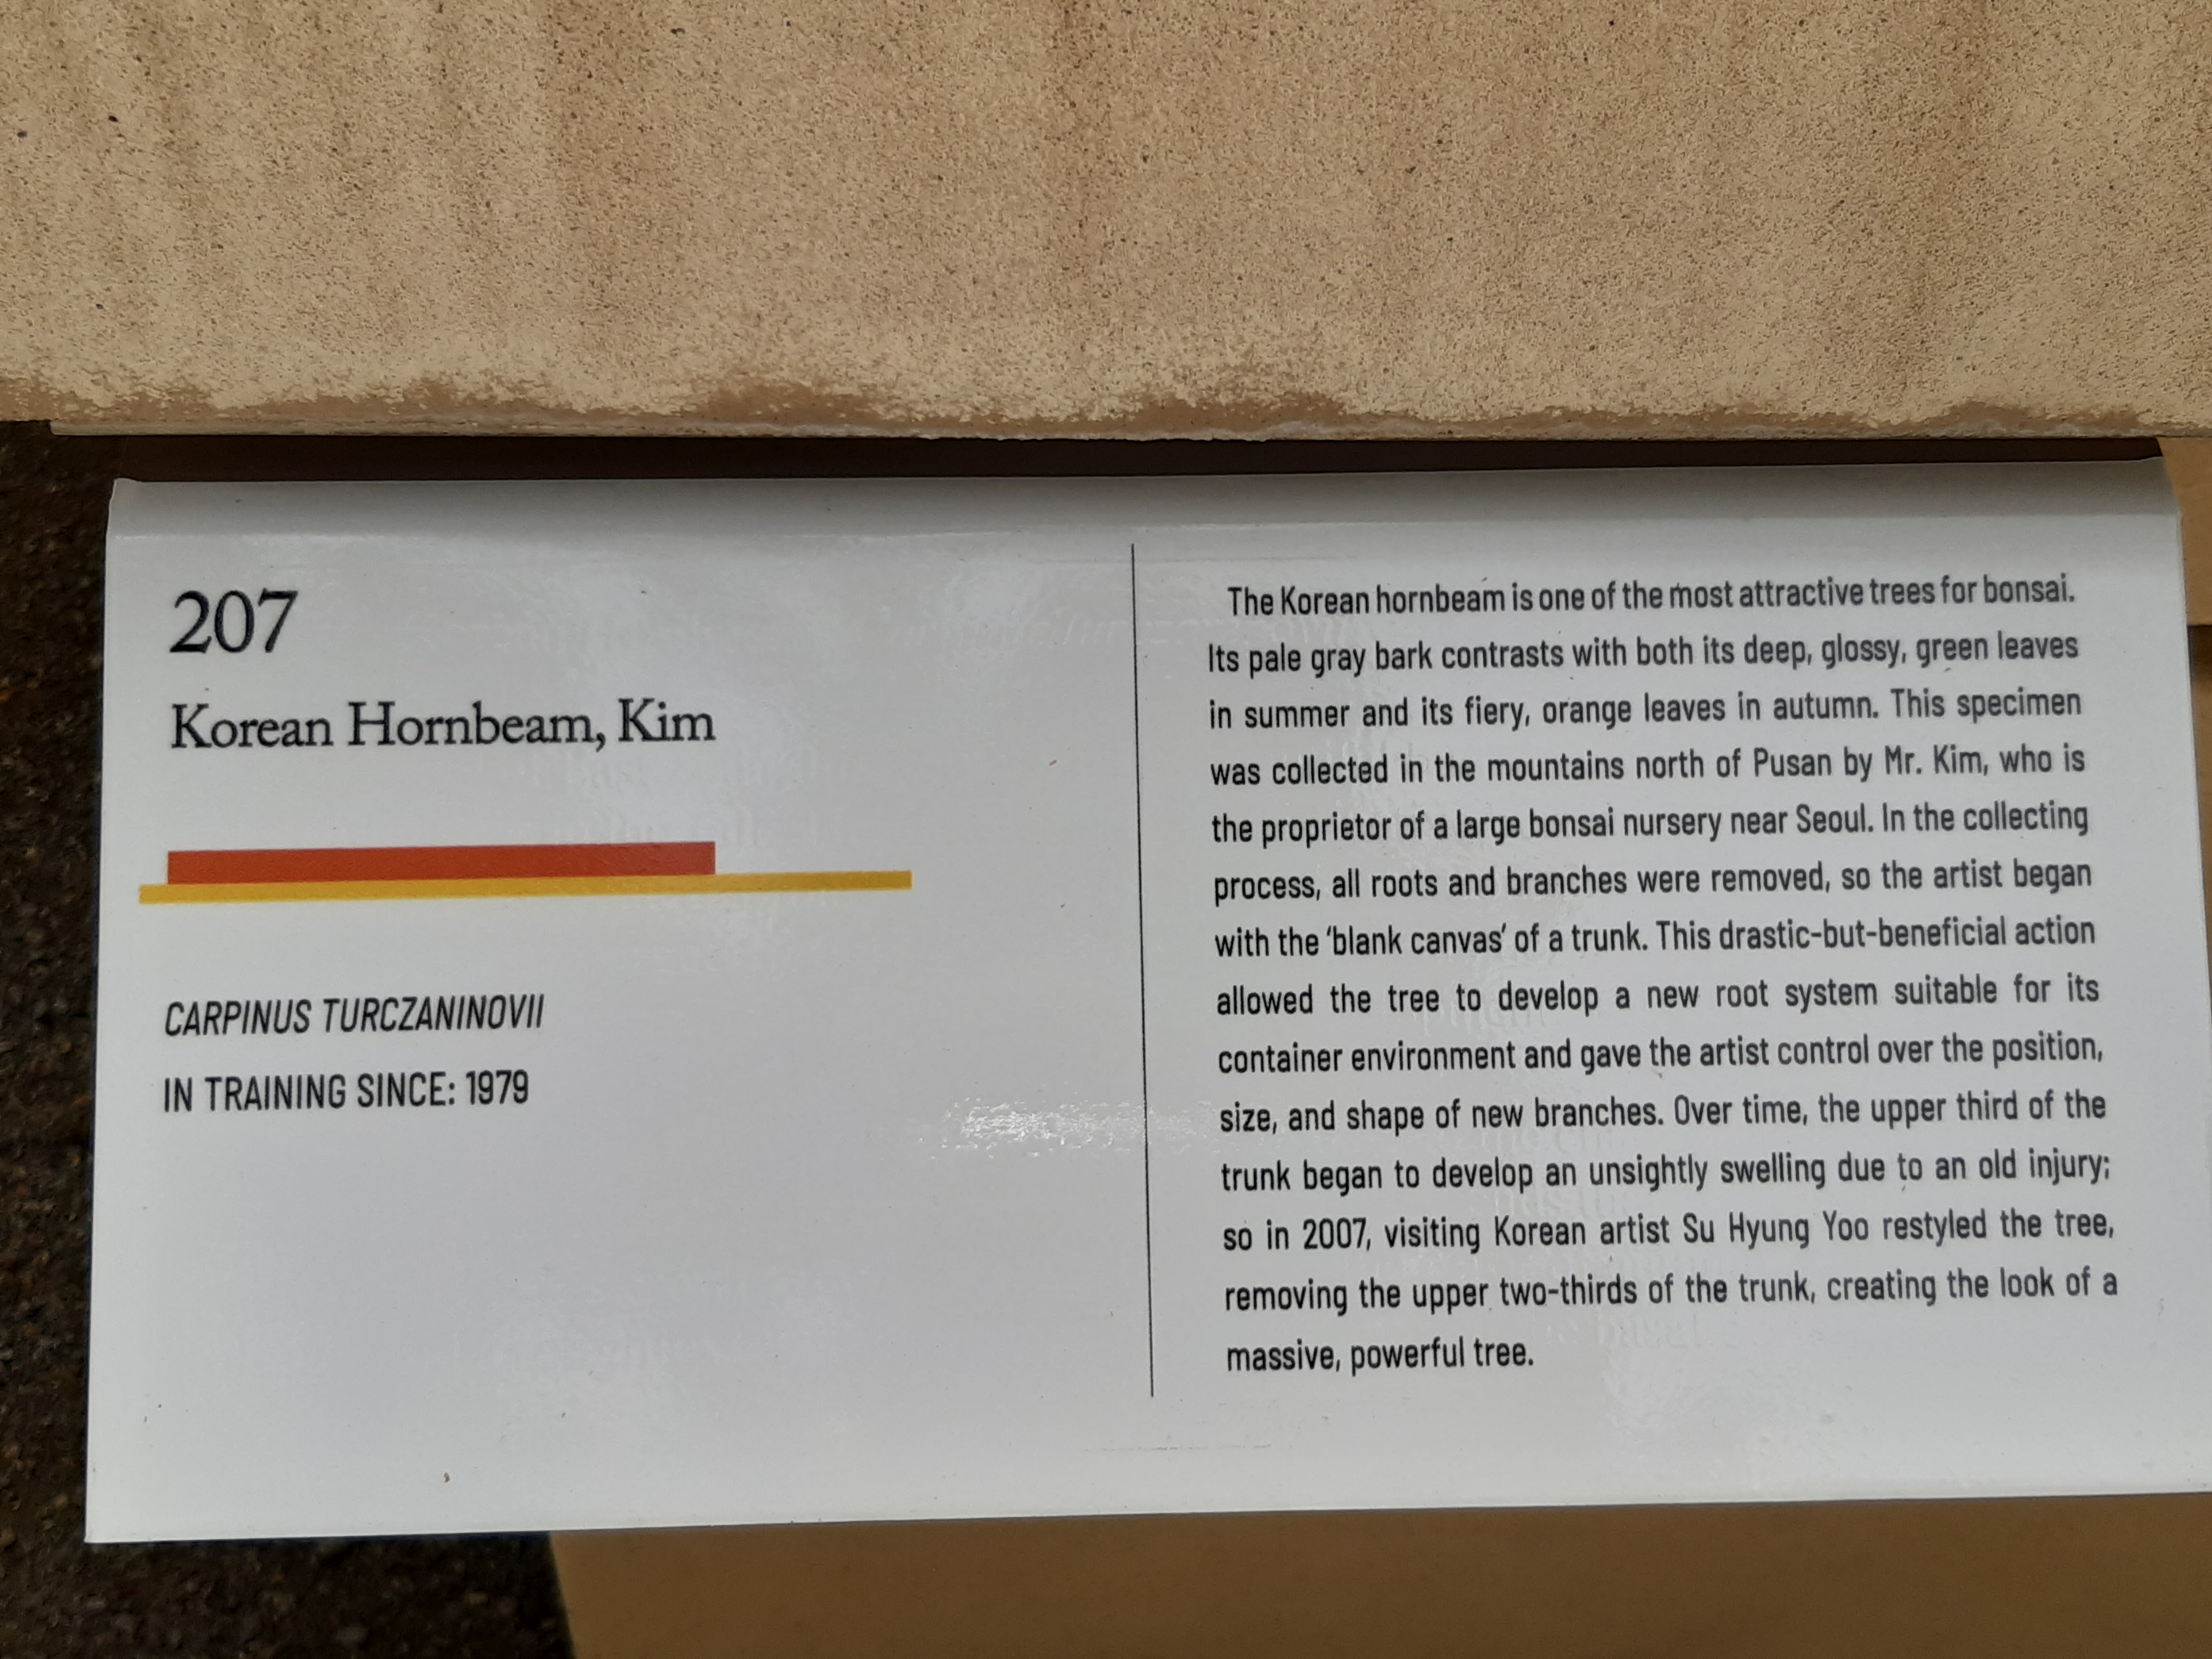 207
Korean Hornbeam, Kim
CARPINUS TURCZANINOVII
IN TRAINING SINCE: 1979
The Korean hornbeam is one of the most attractive trees for bonsai.
Its pale gray bark contrasts with both its deep, glossy, green leaves
in summer and its fiery, orange leaves in autumn. This specimen
was collected in the mountains north of Pusan by Mr. Kim, who is
the proprietor of a large bonsai nursery near Seoul. In the collecting
process, all roots and branches were removed, so the artist began
with the ‘blank canvas’ of a trunk. This drastic-but-beneficial action
allowed the tree to develop a new root system suitable for its
container environment and gave the artist control over the position,
size, and shape of new branches. Over time, the upper third of the
trunk began to develop an unsightly swelling due to an old injury;
so in 2007, visiting Korean artist Su Hyung Yoo restyled the tree,
removing the upper two-thirds of the trunk, creating the look of a
massive, powerful tree.